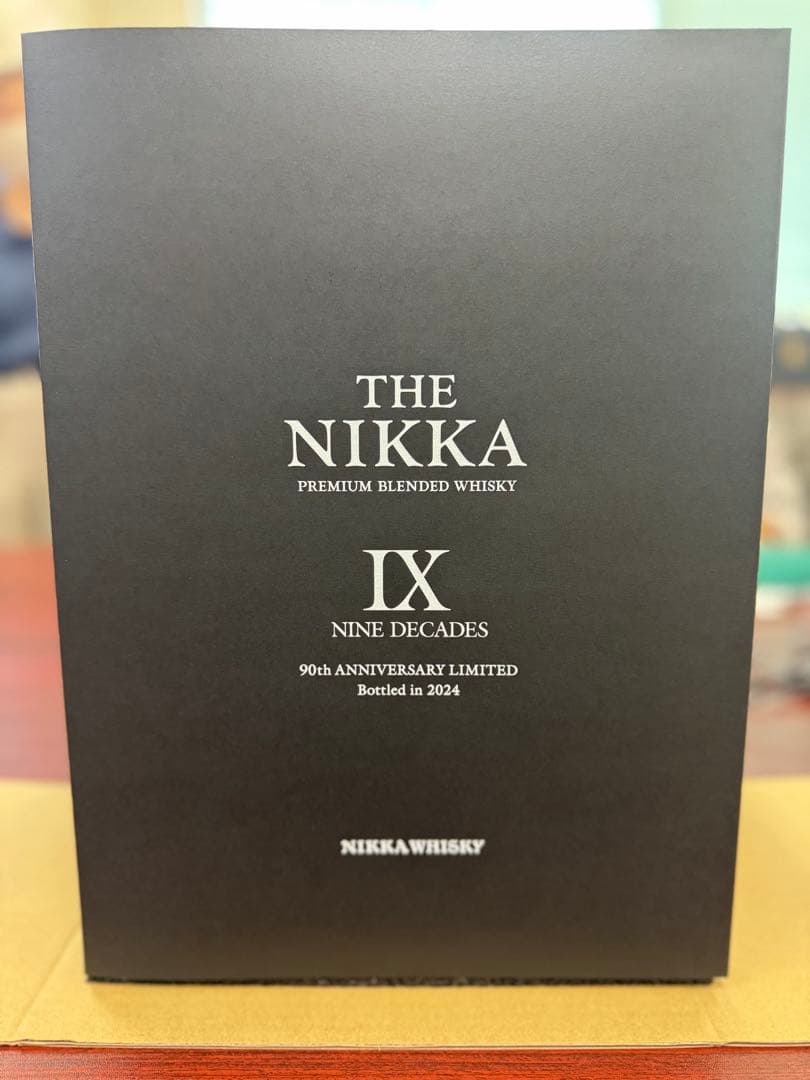 THE
NIKKA
PREMIUM BLENDED WHISKY
IX
NINE DECADES
90th ANNIVERSARY LIMITED
Bottled in 2024
NIKKA WHISKY